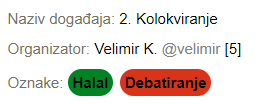 Naziv događaja: 2. Kolokviranje
Organizator: Velimir K. @velimir [5]
Oznake: Halal Debatiranje